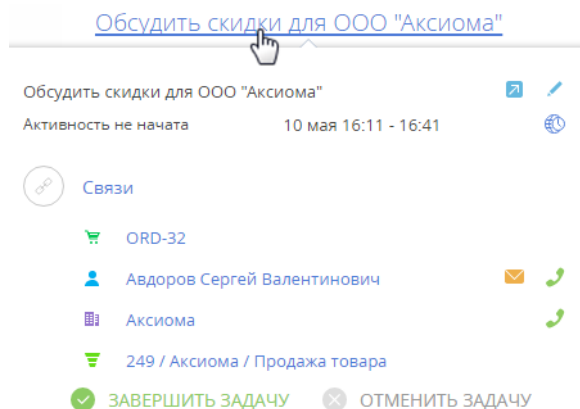 Обсудить скидки для ООО "Аксиома"
Обсудить скидки для ООО "Аксиома"
Активность не начата 10 мая 16:11 - 16:41
Связи
ORD-32
Авдоров Сергей Валентинович
Аксиома
249 / Аксиома / Продажа товара
ЗАВЕРШИТЬ ЗАДАЧУ ОТМЕНИТЬ ЗАДАЧУ